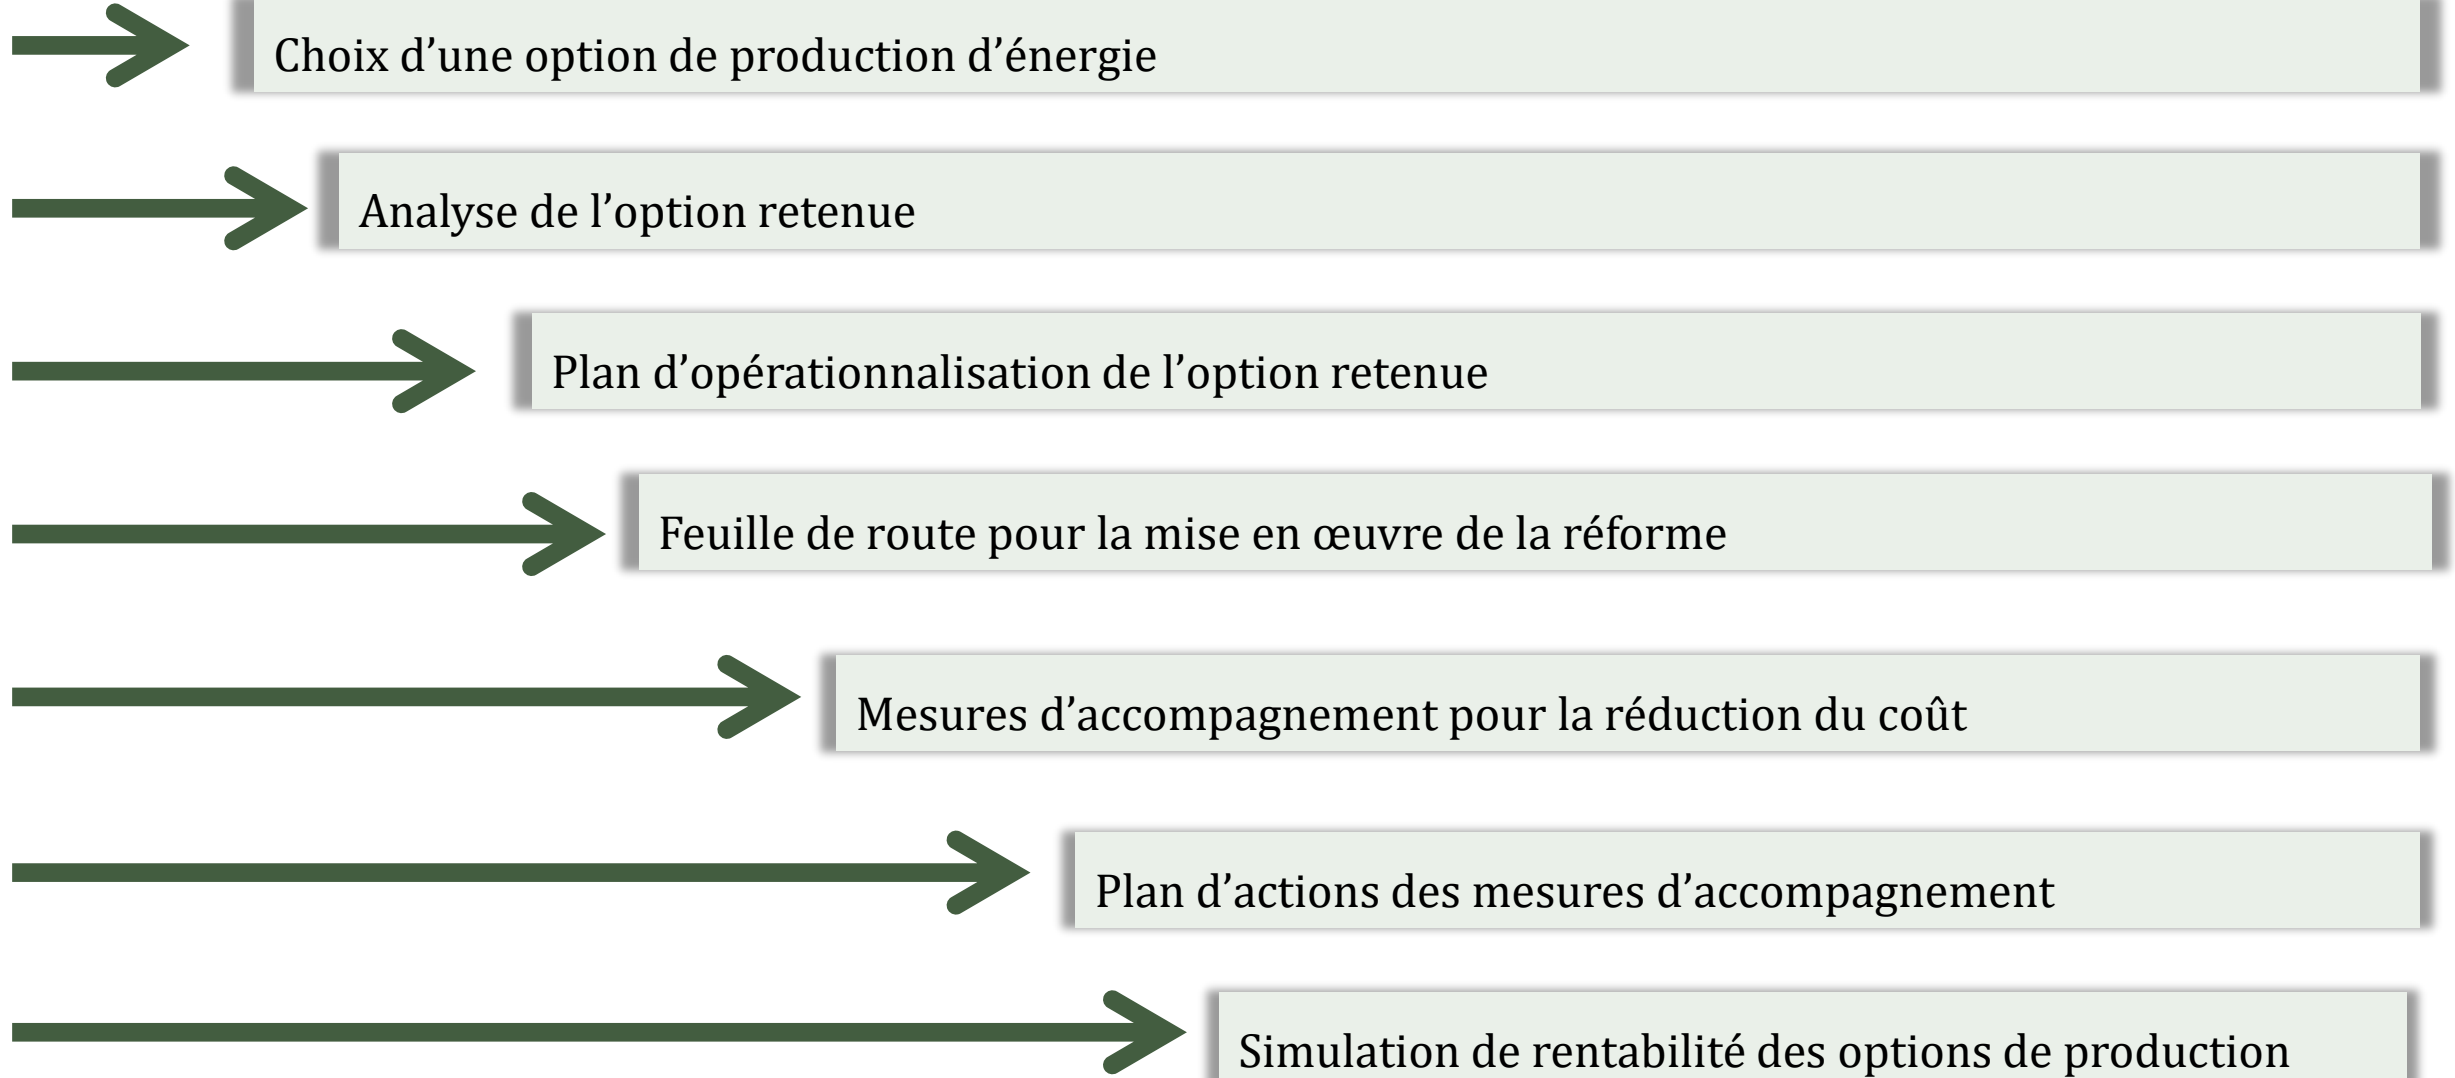 Choix d’une option de production d’énergie
Analyse de l’option retenue
Plan d’opérationnalisation de l’option retenue
Feuille de route pour la mise en œuvre de la réforme
Mesures d’accompagnement pour la réduction du coût
Plan d’actions des mesures d’accompagnement
Simulation de rentabilité des options de production